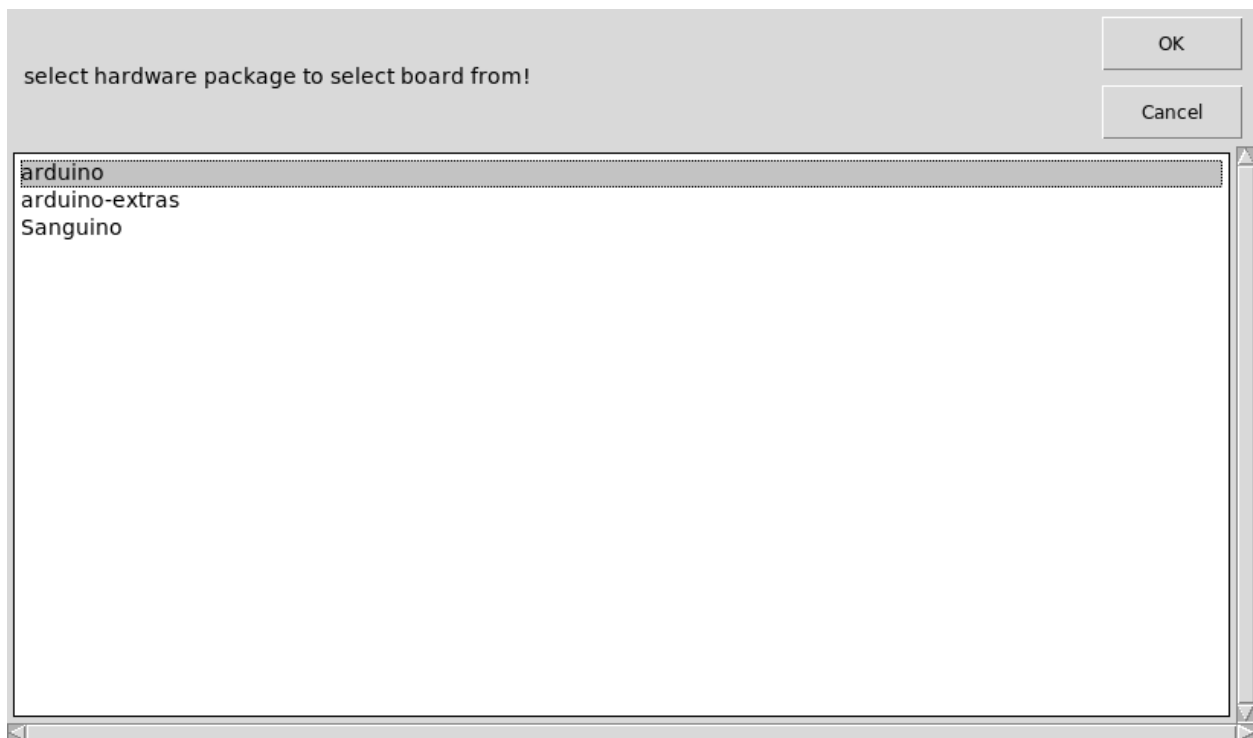 select hardware package to select board from!
OK
Cancel
arduino
arduino-extras
Sanguino